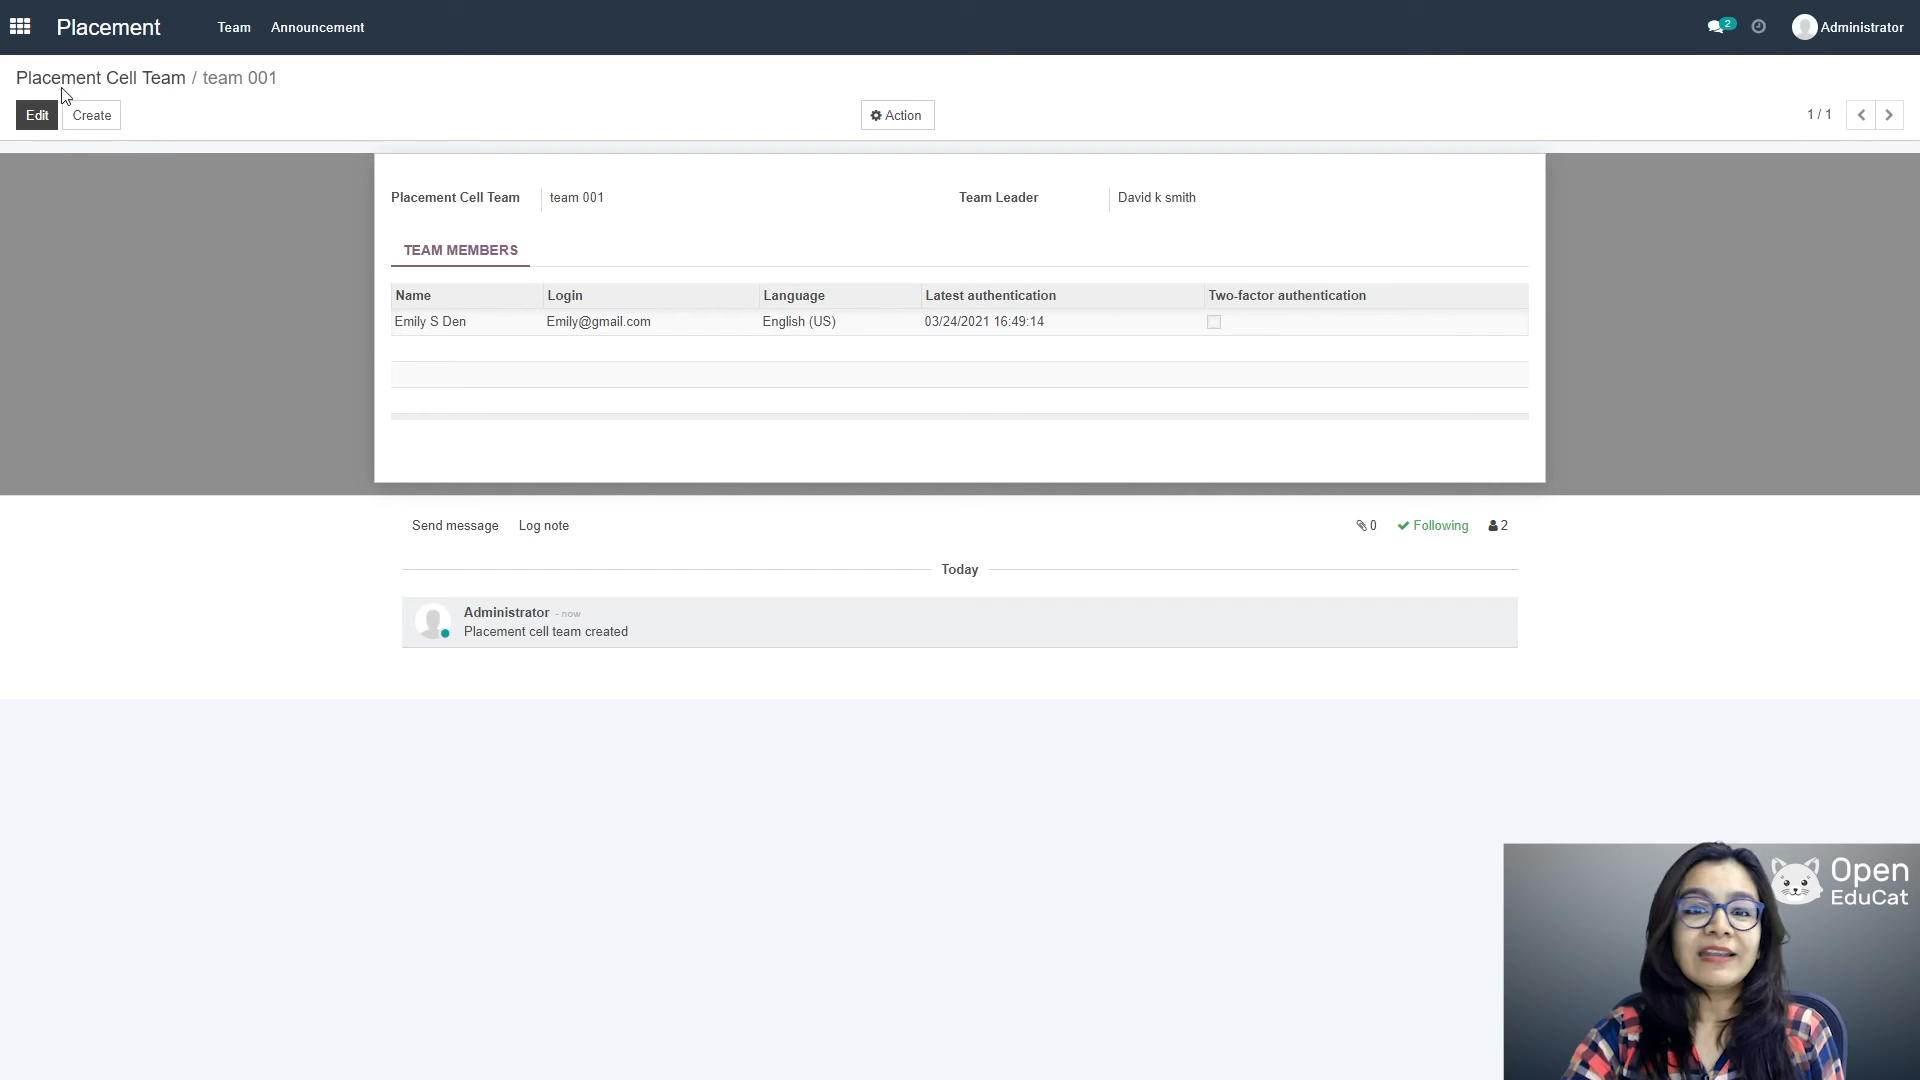 Placement Team Announcement 2 Administrator
Placement Cell Team / team 001
Edit Create Action 1 / 1
Placement Cell Team team 001 Team Leader David k smith
TEAM MEMBERS
Name Login Language Latest authentication Two-factor authentication
Emily S Den Emily@gmail.com English (US) 03/24/2021 16:49:14
Send message Log note 0 Following 2
Today
Administrator - now
Placement cell team created
Open
EduCat